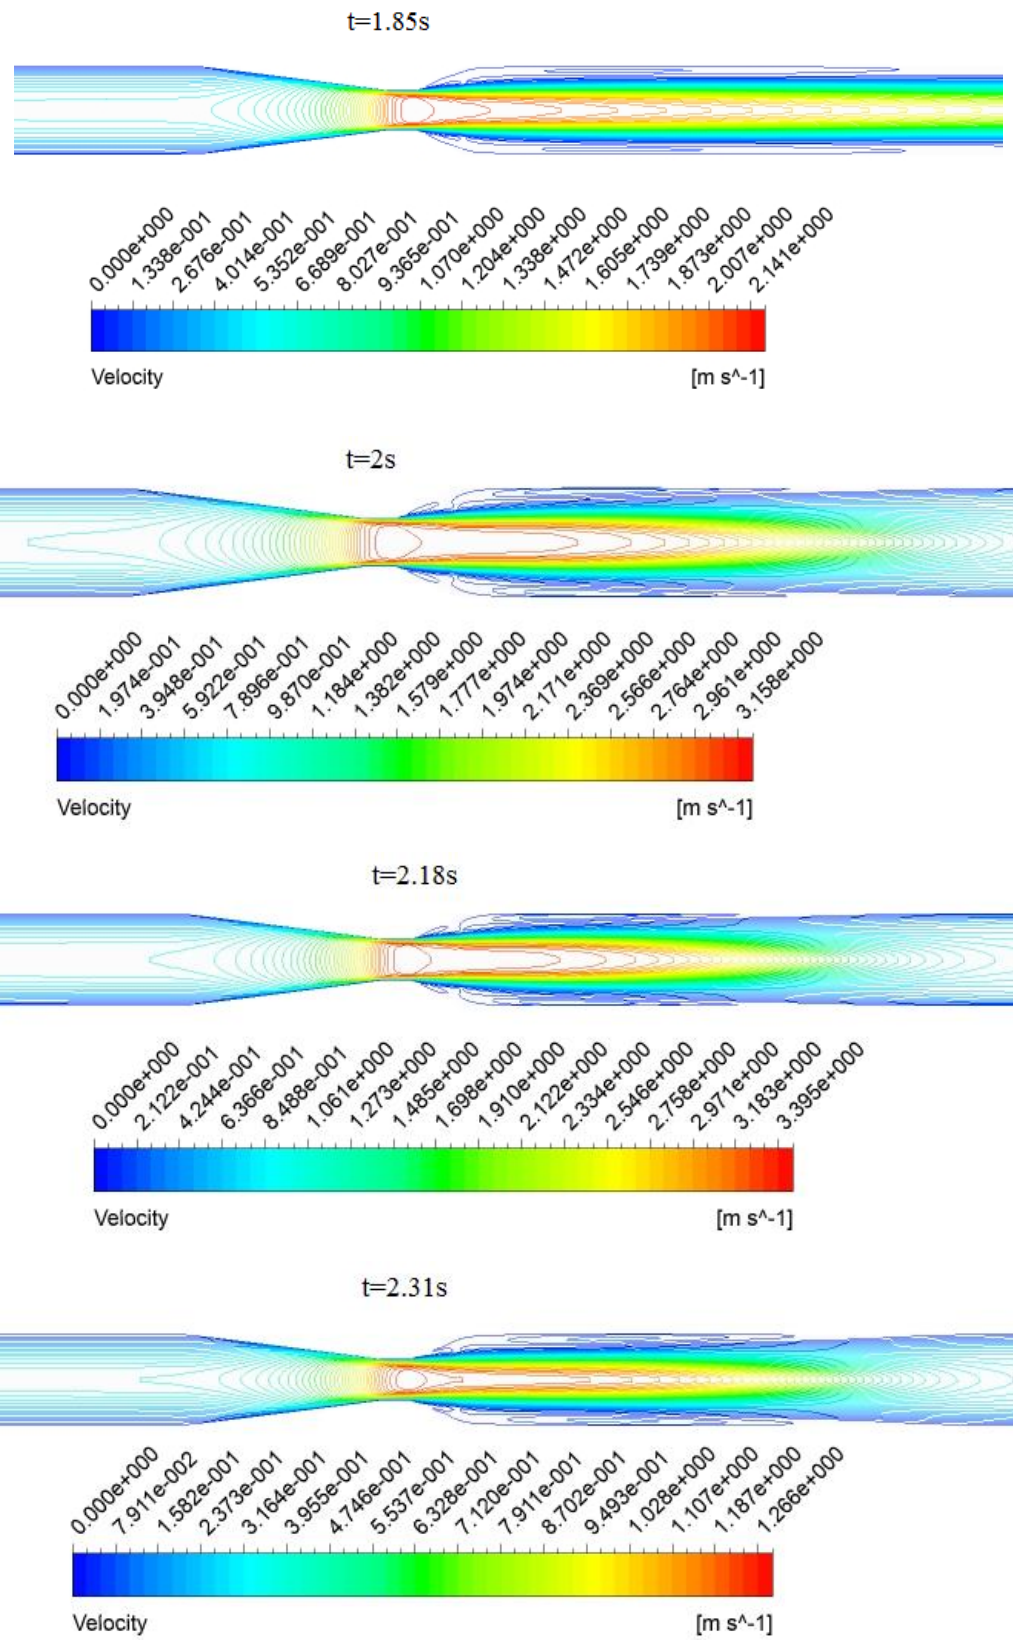 t=1.85s
0.000e+000
1.338e-001
2.676e-001
4.014e-001
5.352e-001
6.689e-001
8.027e-001
9.365e-001
1.070e+000
1.204e+000
1.338e+000
1.472e+000
1.605e+000
1.739e+000
1.873e+000
2.007e+000
2.141e+000
Velocity [m s^-1]
t=2s
0.000e+000
1.974e-001
3.948e-001
5.922e-001
7.896e-001
9.870e-001
1.184e+000
1.382e+000
1.579e+000
1.777e+000
1.974e+000
2.171e+000
2.369e+000
2.566e+000
2.764e+000
2.961e+000
3.158e+000
Velocity [m s^-1]
t=2.18s
0.000e+000
2.122e-001
4.244e-001
6.366e-001
8.488e-001
1.061e+000
1.273e+000
1.485e+000
1.698e+000
1.910e+000
2.122e+000
2.334e+000
2.546e+000
2.758e+000
2.971e+000
3.183e+000
3.395e+000
Velocity [m s^-1]
t=2.31s
0.000e+000
7.911e-002
1.582e-001
2.373e-001
3.164e-001
3.955e-001
4.746e-001
5.537e-001
6.328e-001
7.120e-001
7.911e-001
8.702e-001
9.493e-001
1.028e+000
1.107e+000
1.187e+000
1.266e+000
Velocity [m s^-1]